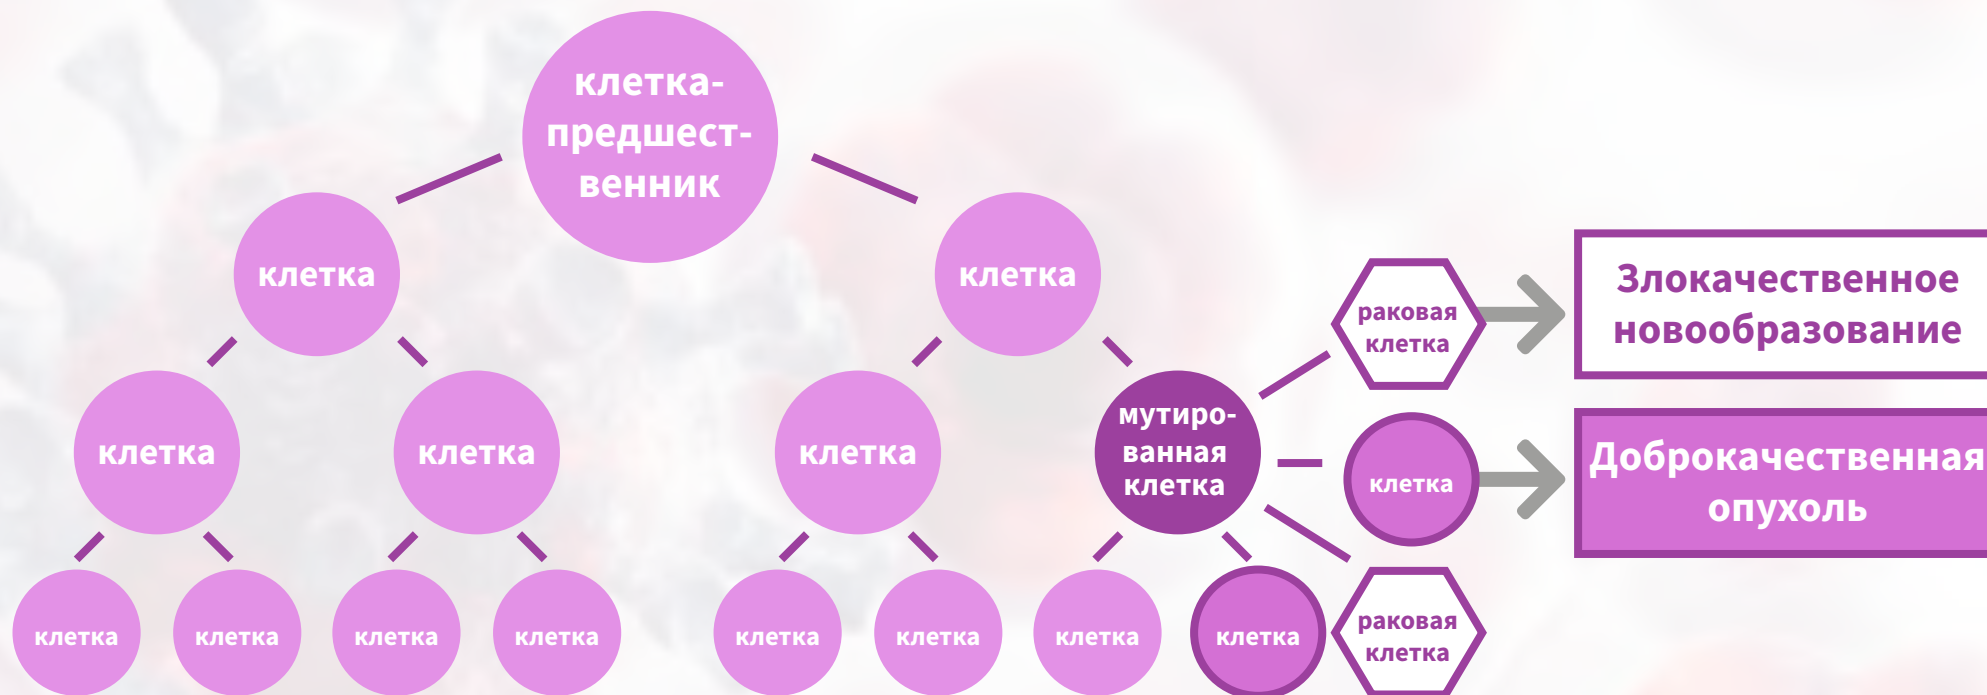 клетка-
предшест-
венник
клетка
клетка
раковая
клетка
Злокачественное
новообразование
клетка
клетка
клетка
мутиро-
ванная
клетка
клетка
Доброкачественная
опухоль
клетка
клетка
клетка
клетка
клетка
клетка
клетка
клетка
раковая
клетка